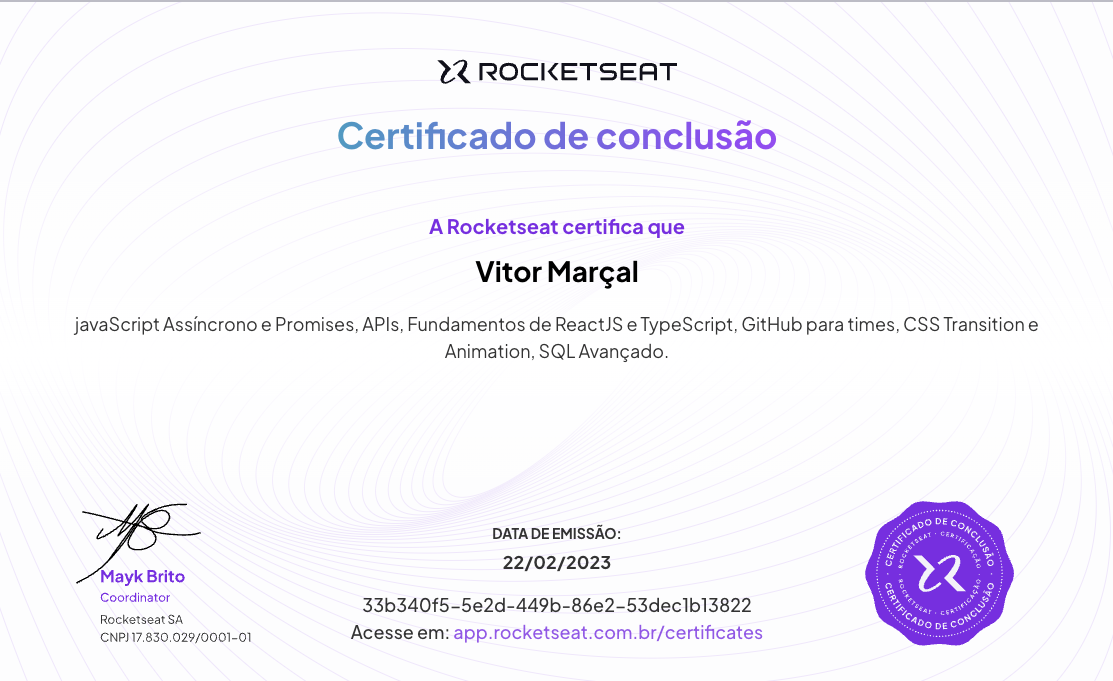 ROCKETSEAT
Certificado de conclusão
A Rocketseat certifica que
Vitor Marçal
javaScript Assíncrono e Promises, APIs, Fundamentos de ReactJS e TypeScript, GitHub para times, CSS Transition e
Animation, SQL Avançado.
Mayk Brito
Coordinator
Rocketseat SA
CNPJ 17.830.029/0001-01
DATA DE EMISSÃO:
22/02/2023
33b340f5-5e2d-449b-86e2-53dec1b13822
Acesse em: app.rocketseat.com.br/certificates
CERTIFICADO DE CONCLUSÃO
ROCKETSEAT · CERTIFICAÇÃO
ROCKETSEAT · CERTIFICAÇÃO
CERTIFICADO DE CONCLUSÃO